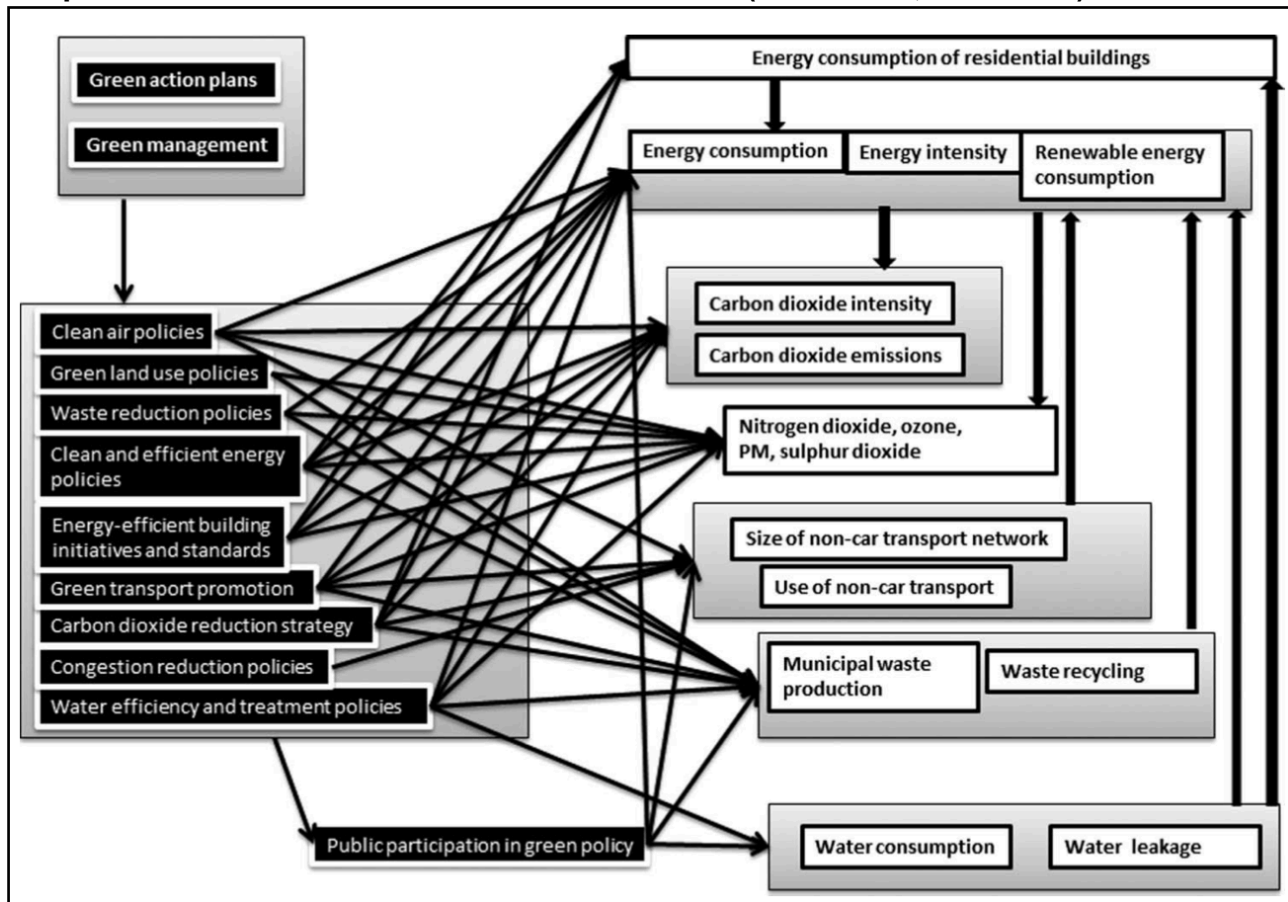 Green action plans
Green management
Energy consumption of residential buildings
Energy consumption
Energy intensity
Renewable energy
consumption
Carbon dioxide intensity
Carbon dioxide emissions
Clean air policies
Green land use policies
Waste reduction policies
Clean and efficient energy
policies
Energy-efficient building
initiatives and standards
Green transport promotion
Carbon dioxide reduction strategy
Congestion reduction policies
Water efficiency and treatment policies
Nitrogen dioxide, ozone,
PM, sulphur dioxide
Size of non-car transport network
Use of non-car transport
Municipal waste
production
Waste recycling
Public participation in green policy
Water consumption
Water leakage